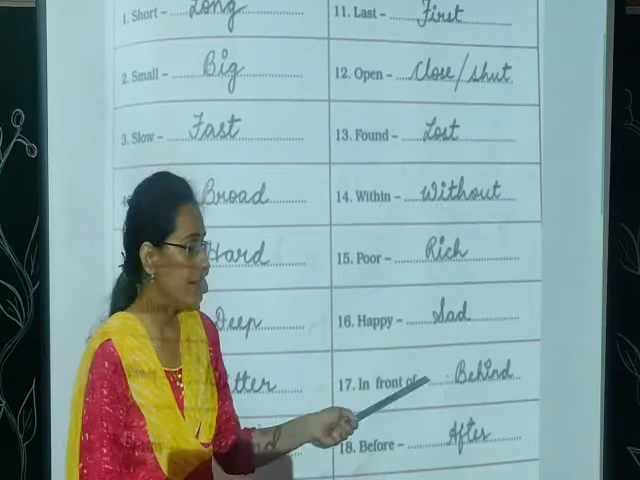 1. Short – ......Long......
2. Small – ......Big......
3. Slow – ......Fast......
Broad......
Hard......
Deep......
tter......
nd......
11. Last – ......First......
12. Open – ......Close/shut......
13. Found – ......Lost......
14. Within – ......Without......
15. Poor – ......Rich......
16. Happy – ......Sad......
17. In front of ......Behind......
18. Before – ......After......